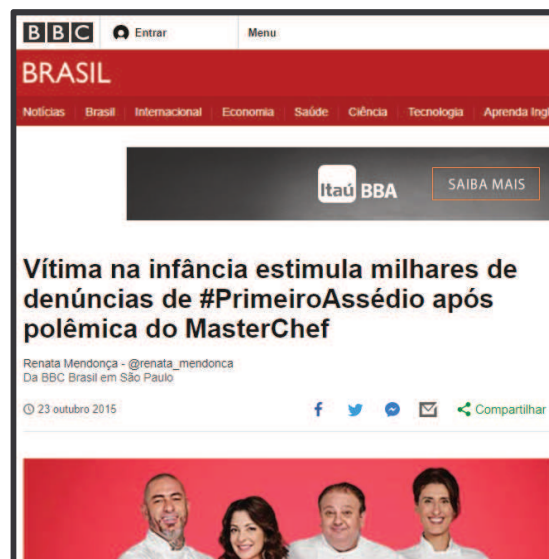 BBC Entrar Menu
BRASIL
Notícias Brasil Internacional Economia Saúde Ciência Tecnologia Aprenda
Itaú BBA SAIBA MAIS
Vítima na infância estimula milhares de
denúncias de #PrimeiroAssédio após
polêmica do MasterChef
Renata Mendonça - @renata_mendonca
Da BBC Brasil em São Paulo
23 outubro 2015 Compartilhar